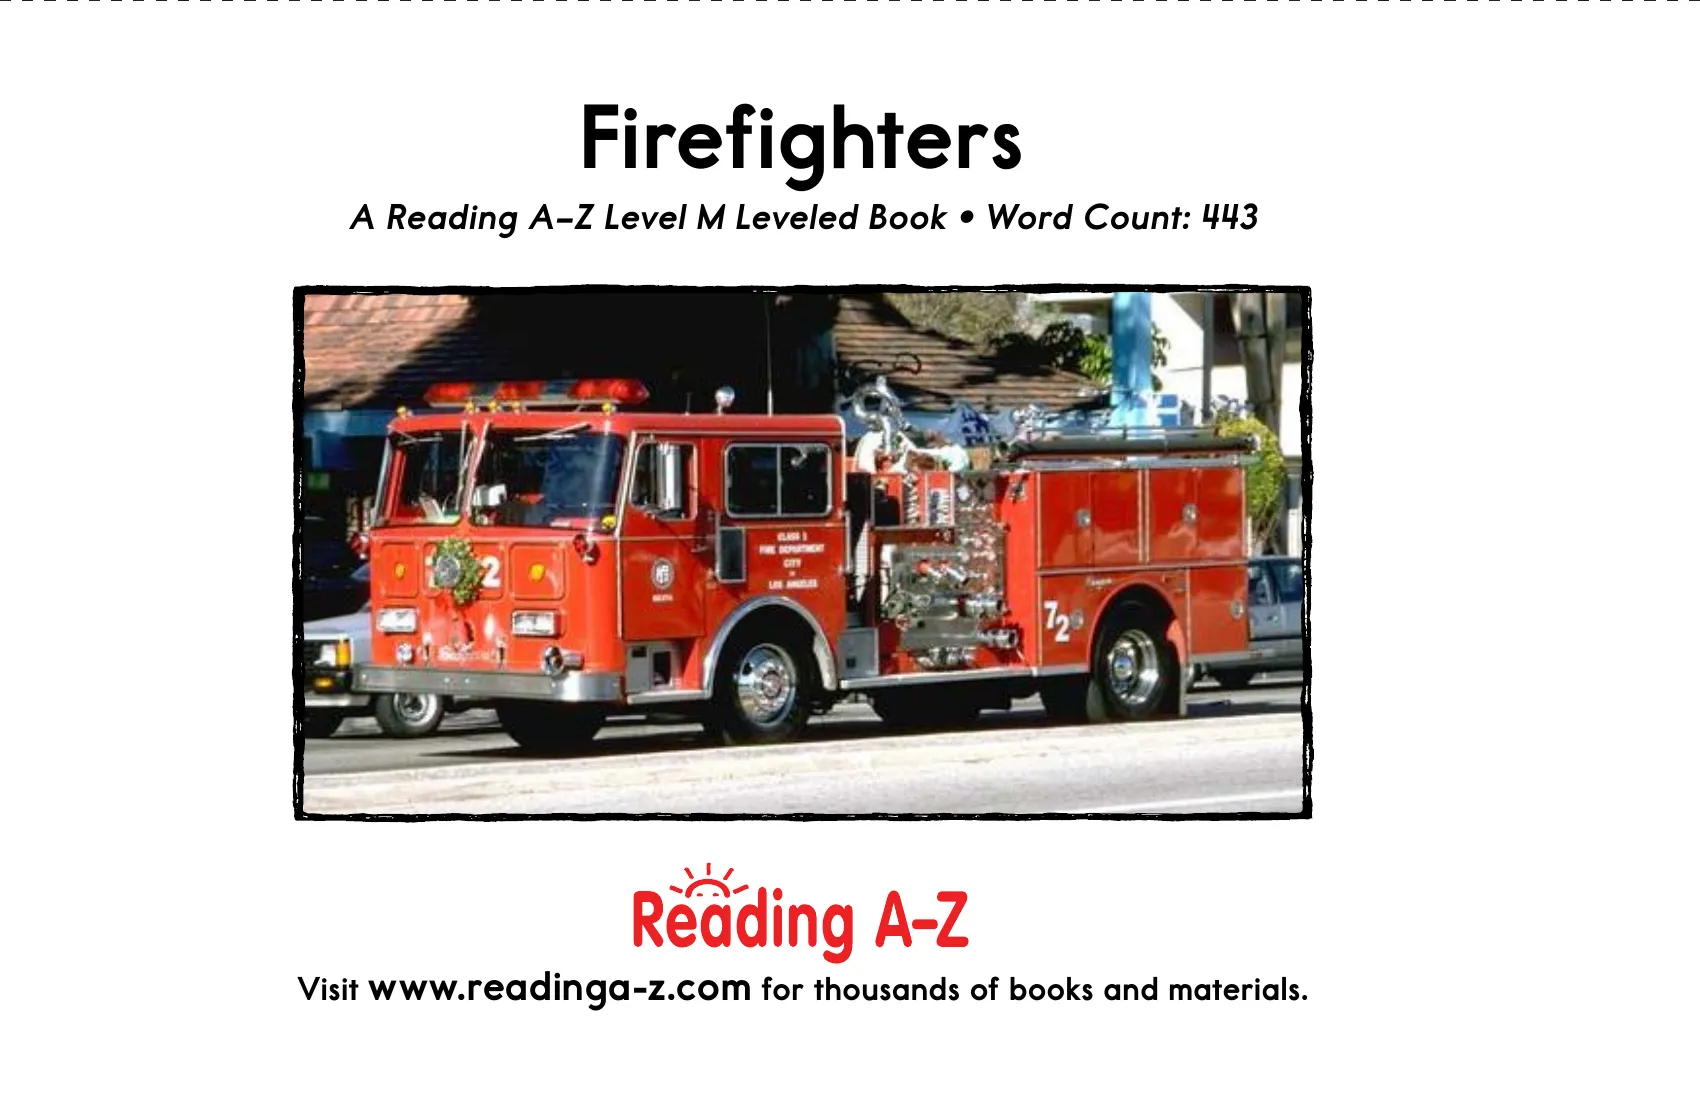 Firefighters
A Reading A–Z Level M Leveled Book • Word Count: 443
CLASS 1
FIRE DEPARTMENT
CITY
LOS ANGELES
2
72
Reading A–Z
Visit www.readinga-z.com for thousands of books and materials.